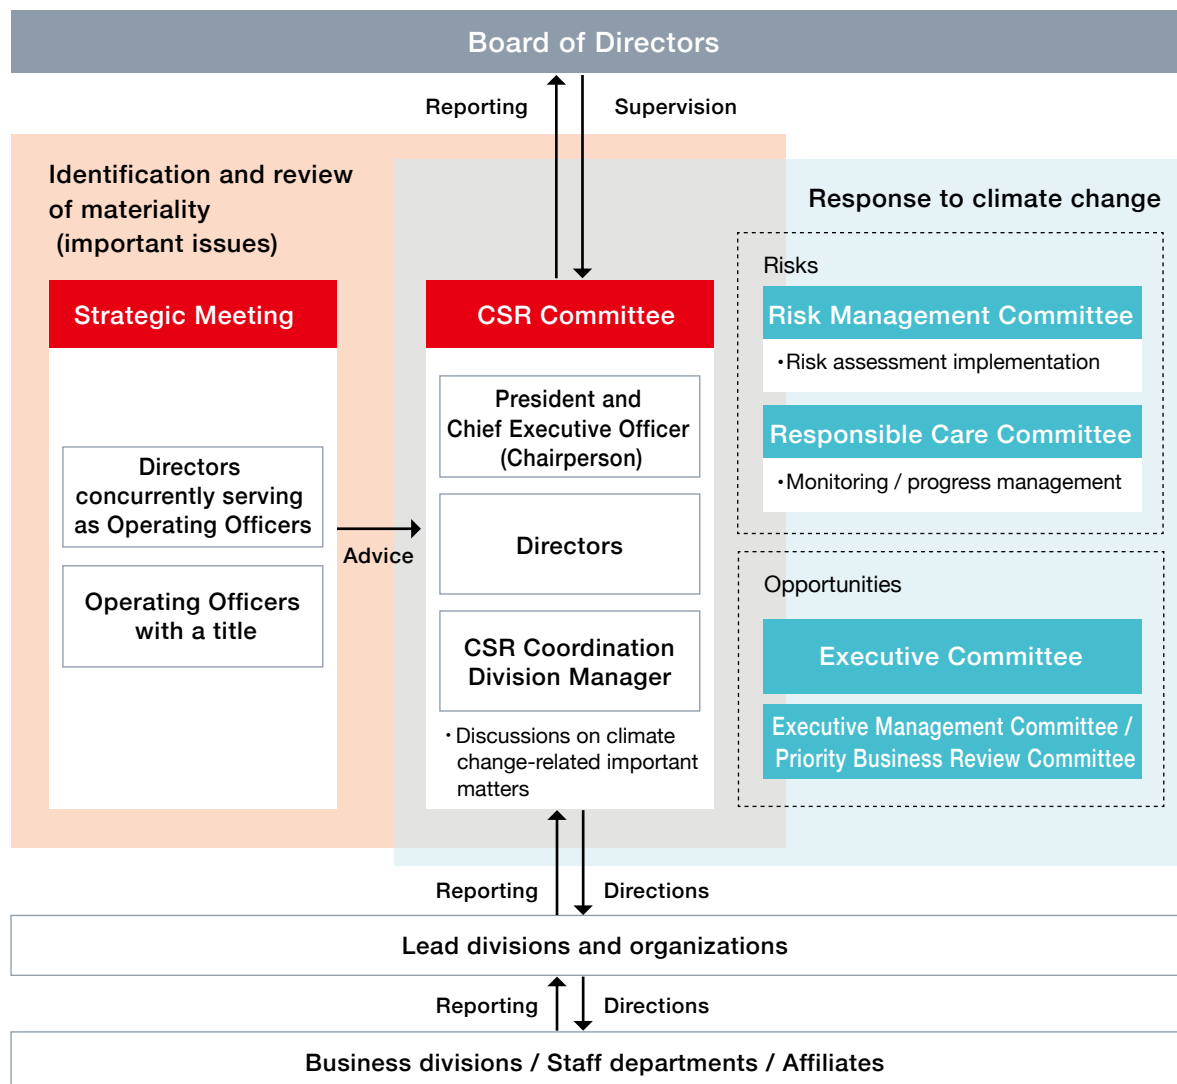 Board of Directors
Reporting
Supervision
Identification and review
of materiality
(important issues)
Strategic Meeting
Directors
concurrently serving
as Operating Officers
Operating Officers
with a title
Advice
CSR Committee
President and
Chief Executive Officer
(Chairperson)
Directors
CSR Coordination
Division Manager
・Discussions on climate
change-related important
matters
Response to climate change
Risks
Risk Management Committee
・Risk assessment implementation
Responsible Care Committee
・Monitoring / progress management
Opportunities
Executive Committee
Executive Management Committee /
Priority Business Review Committee
Reporting
Directions
Lead divisions and organizations
Reporting
Directions
Business divisions / Staff departments / Affiliates